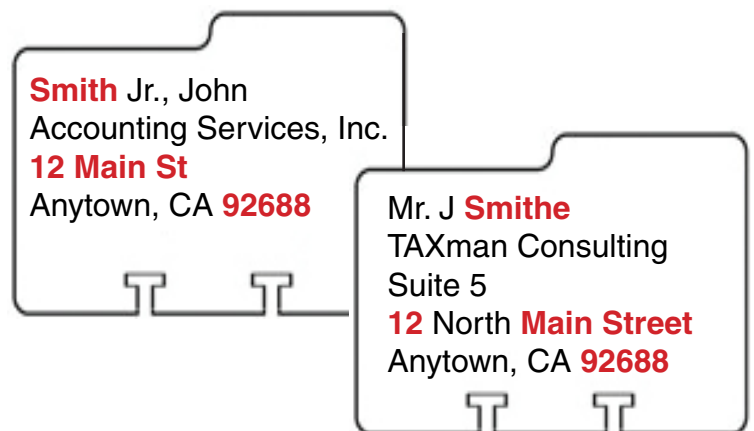 Smith Jr., John
Accounting Services, Inc.
12 Main St
Anytown, CA 92688
Mr. J Smithe
TAXman Consulting
Suite 5
12 North Main Street
Anytown, CA 92688